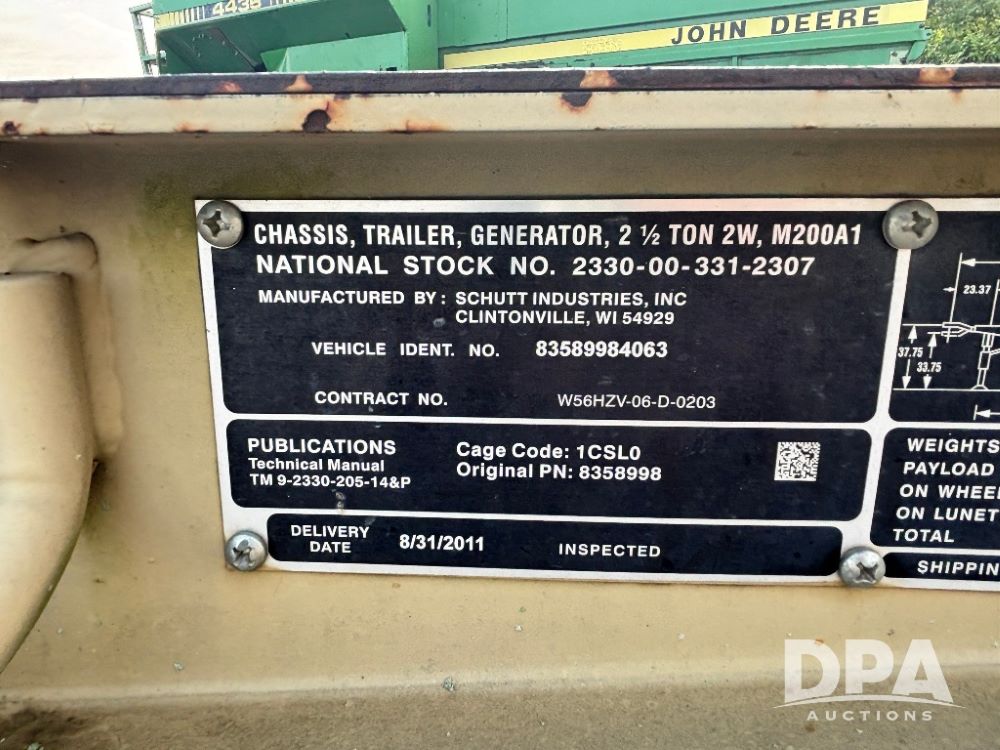 4435
JOHN DEERE
CHASSIS, TRAILER, GENERATOR, 2 ½ TON 2W, M200A1
NATIONAL STOCK NO. 2330-00-331-2307
MANUFACTURED BY: SCHUTT INDUSTRIES, INC
CLINTONVILLE, WI 54929
VEHICLE IDENT. NO. 83589984063
CONTRACT NO. W56HZV-06-D-0203
PUBLICATIONS
Technical Manual
TM 9-2330-205-14&P
Cage Code: 1CSL0
Original PN: 8358998
DELIVERY
DATE
8/31/2011
INSPECTED
23.37
37.75
33.75
WEIGHTS
PAYLOAD
ON WHEEL
ON LUNET
TOTAL
SHIPPIN
DPA
AUCTIONS